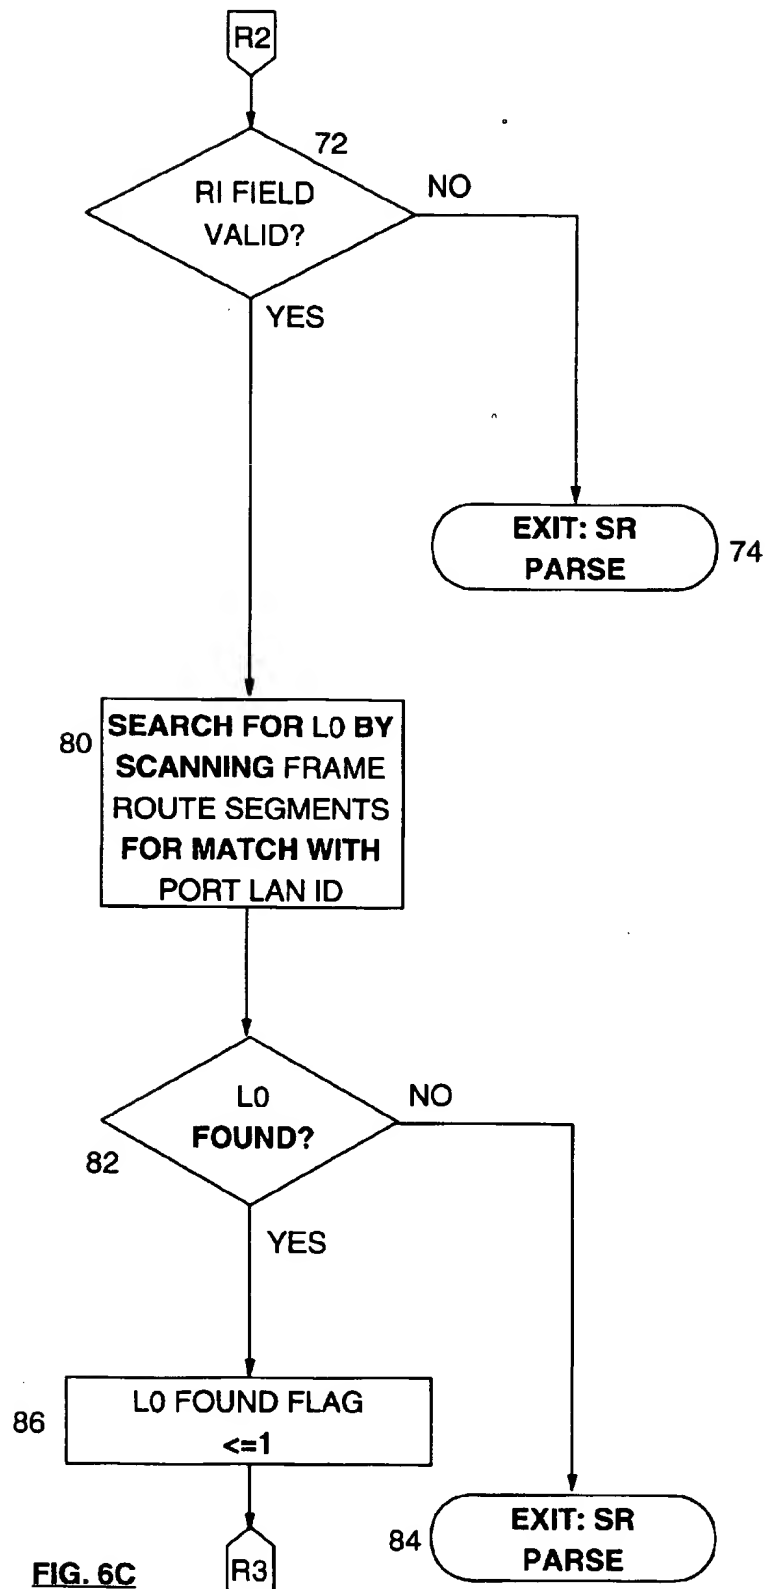 R2
72
RI FIELD
VALID?
NO
YES
EXIT: SR
PARSE
74
80
SEARCH FOR L0 BY
SCANNING FRAME
ROUTE SEGMENTS
FOR MATCH WITH
PORT LAN ID
L0
FOUND?
NO
82
YES
L0 FOUND FLAG
<=1
86
EXIT: SR
PARSE
84
R3
FIG. 6C